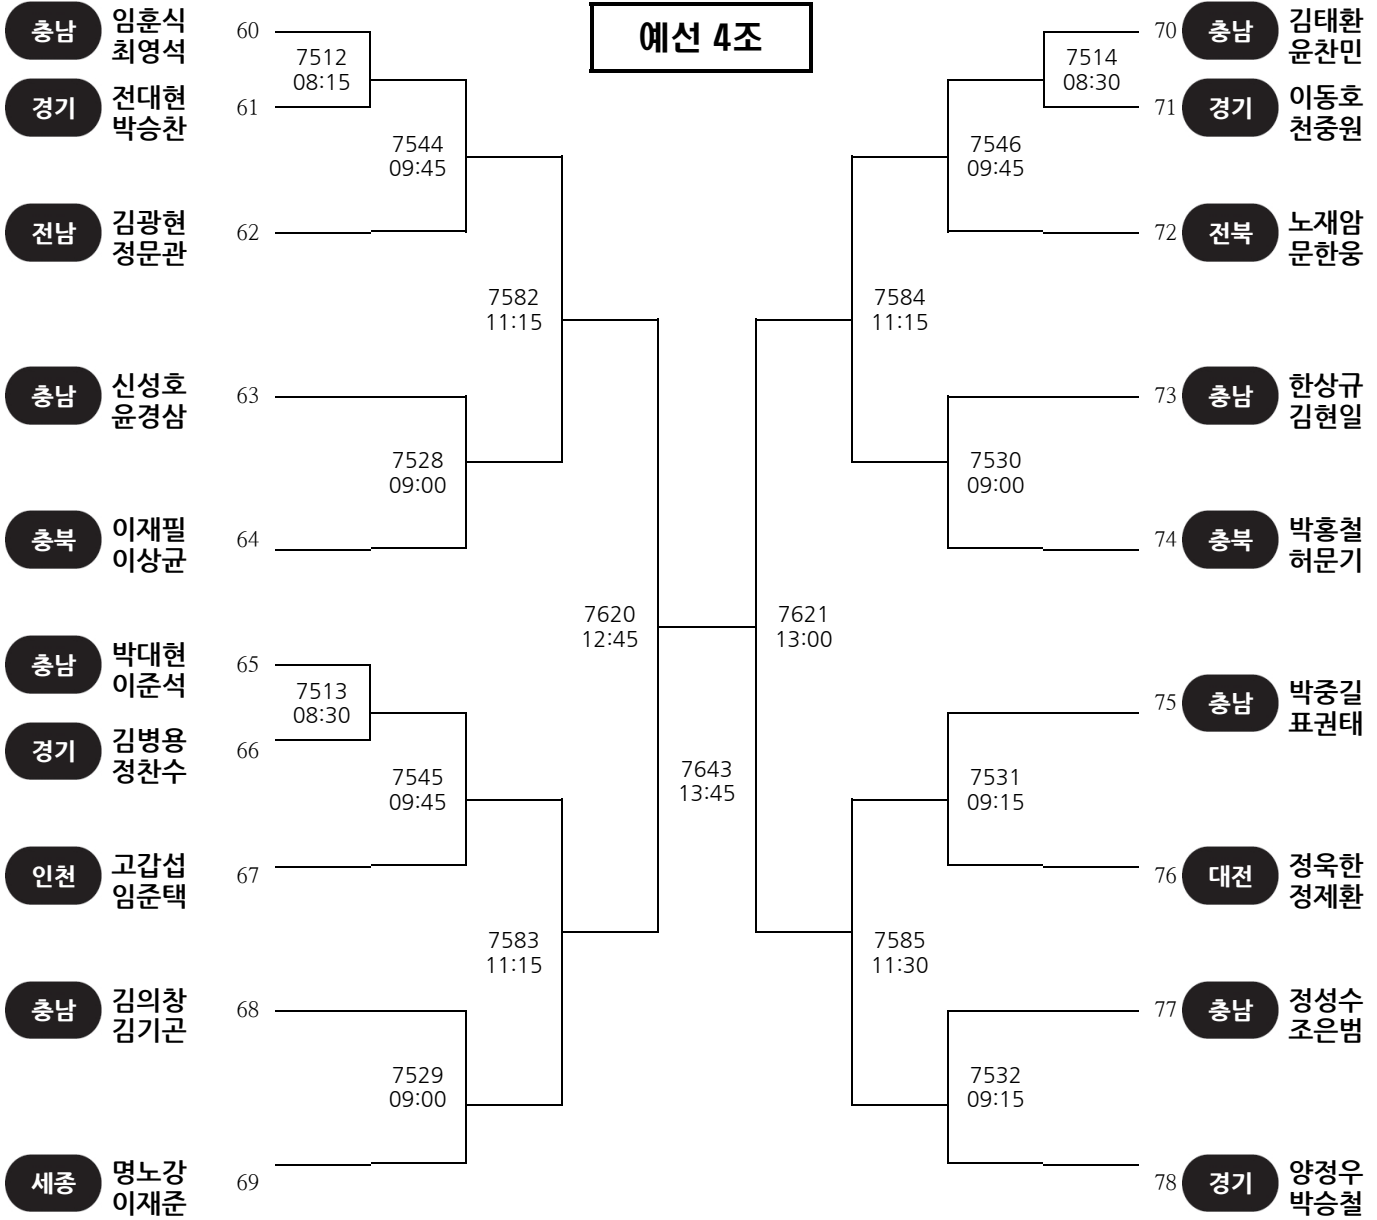 예선 4조
충남
임훈식
최영석
60
7512
08:15
경기
전대현
박승찬
61
7544
09:45
전남
김광현
정문관
62
7582
11:15
충남
신성호
윤경삼
63
7528
09:00
충북
이재필
이상균
64
7620
12:45
충남
박대현
이준석
65
7513
08:30
경기
김병용
정찬수
66
7545
09:45
인천
고갑섭
임준택
67
7583
11:15
충남
김의창
김기곤
68
7529
09:00
세종
명노강
이재준
69
7643
13:45
70
충남
김태환
윤찬민
7514
08:30
71
경기
이동호
천중원
7546
09:45
72
전북
노재암
문한웅
7584
11:15
73
충남
한상규
김현일
7530
09:00
74
충북
박홍철
허문기
7621
13:00
75
충남
박중길
표권태
7531
09:15
76
대전
정욱한
정제환
7585
11:30
77
충남
정성수
조은범
7532
09:15
78
경기
양정우
박승철